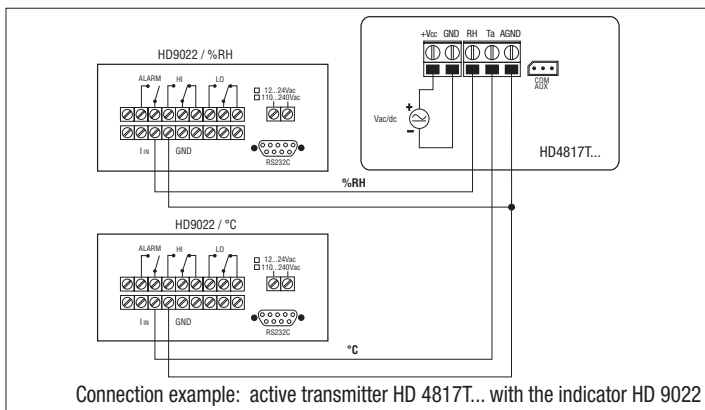 HD9022 / %RH
ALARM HI LO
12...24Vac
110...240Vac
I IN GND
RS232C
+Vcc GND RH Ta AGND
COM
AUX
+
Vac/dc
-
HD4817T...
%RH
HD9022 / °C
ALARM HI LO
12...24Vac
110...240Vac
I IN GND
RS232C
°C
Connection example: active transmitter HD 4817T... with the indicator HD 9022